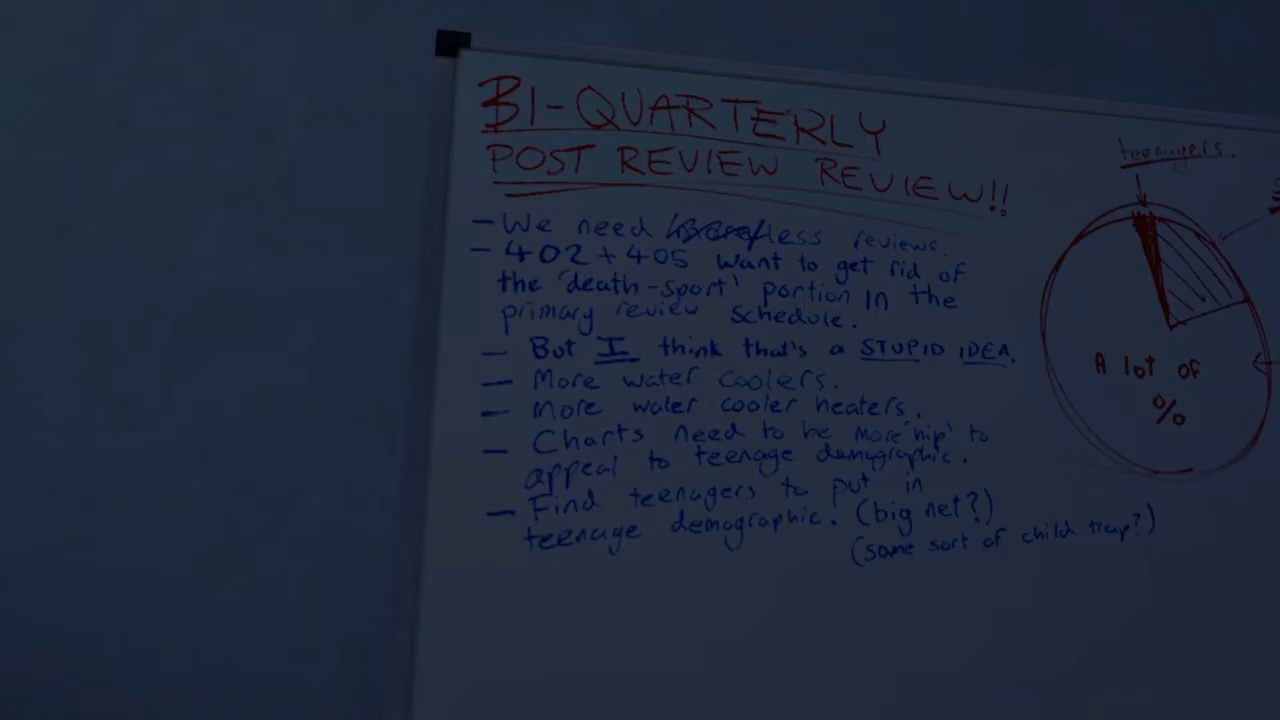 BI-QUARTERLY
POST REVIEW REVIEW!!
- We need less reviews.
- 402 + 405 want to get rid of
the 'death-sport' portion in the
primary review schedule.
- But I think that's a STUPID IDEA.
- More water coolers.
- More water cooler heaters.
- Charts need to be more 'hip' to
appeal to teenage demographic.
- Find teenagers to put in
teenage demographic. (big net?)
(some sort of child trap?)
teenagers.
A lot of
%